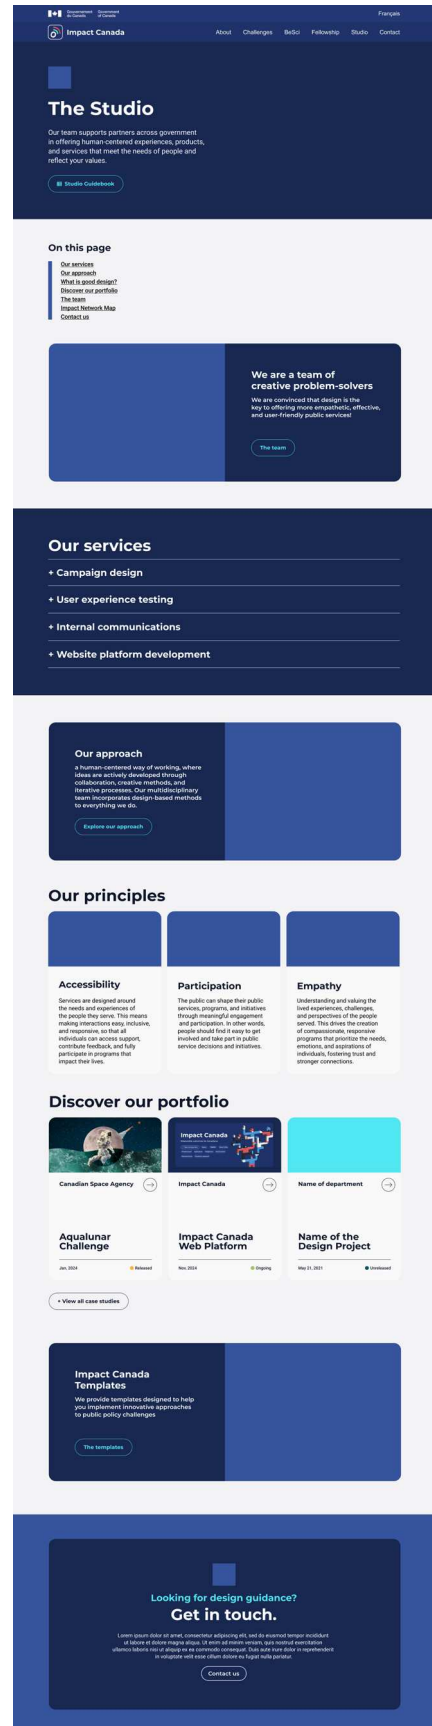 Gouvernement du Canada
Government of Canada
Français
Impact Canada
About
Challenges
BeSci
Fellowship
Studio
Contact
The Studio
Our team supports partners across government
in offering human-centered experiences, products,
and services that meet the needs of people and
reflect your values.
Studio Guidebook
On this page
Our services
Our approach
What is good design?
Discover our portfolio
The team
Impact Network Map
Contact us
We are a team of
creative problem-solvers
We are convinced that design is the
key to offering more empathetic, effective,
and user-friendly public services!
The team
Our services
+ Campaign design
+ User experience testing
+ Internal communications
+ Website platform development
Our approach
a human-centered way of working, where
ideas are actively developed through
collaboration, creative methods, and
iterative processes. Our multidisciplinary
team incorporates design-based methods
to everything we do.
Explore our approach
Our principles
Accessibility
Services are designed around
the needs and experiences of
the people they serve. This means
making interactions easy, inclusive,
and responsive, so that all
individuals can access support,
contribute feedback, and fully
participate in programs that
impact their lives.
Participation
The public can shape their public
services, programs, and initiatives
through meaningful engagement
and participation. In other words,
people should find it easy to get
involved and take part in public
service decisions and initiatives.
Empathy
Understanding and valuing the
lived experiences, challenges,
and perspectives of the people
served. This drives the creation
of compassionate, responsive
programs that prioritize the needs,
emotions, and aspirations of
individuals, fostering trust and
stronger connections.
Discover our portfolio
Canadian Space Agency
Aqualunar
Challenge
Jan, 2024
Released
Impact Canada
Impact Canada
Impact Canada
Web Platform
Nov, 2024
Ongoing
Name of department
Name of the
Design Project
May 21, 2021
Unreleased
+ View all case studies
Impact Canada
Templates
We provide templates designed to help
you implement innovative approaches
to public policy challenges
The templates
Looking for design guidance?
Get in touch.
Lorem ipsum dolor sit amet, consectetur adipiscing elit, sed do eiusmod tempor incididunt
ut labore et dolore magna aliqua. Ut enim ad minim veniam, quis nostrud exercitation
ullamco laboris nisi ut aliquip ex ea commodo consequat. Duis aute irure dolor in reprehenderit
in voluptate velit esse cillum dolore eu fugiat nulla pariatur.
Contact us